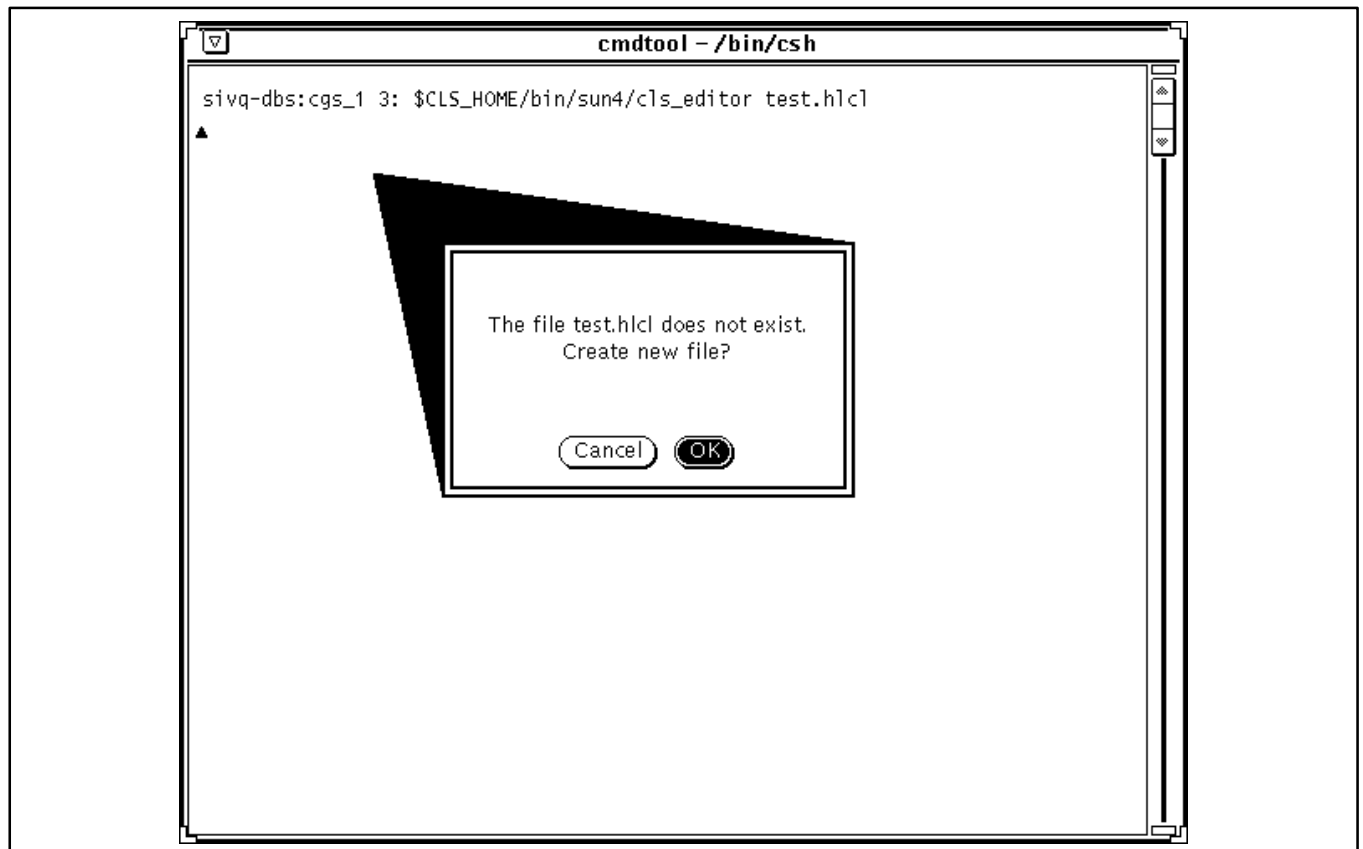 cmdtool – /bin/csh
sivq-dbs:cgs_1 3: $CLS_HOME/bin/sun4/cls_editor test.hlcl
The file test.hlcl does not exist.
Create new file?
Cancel OK